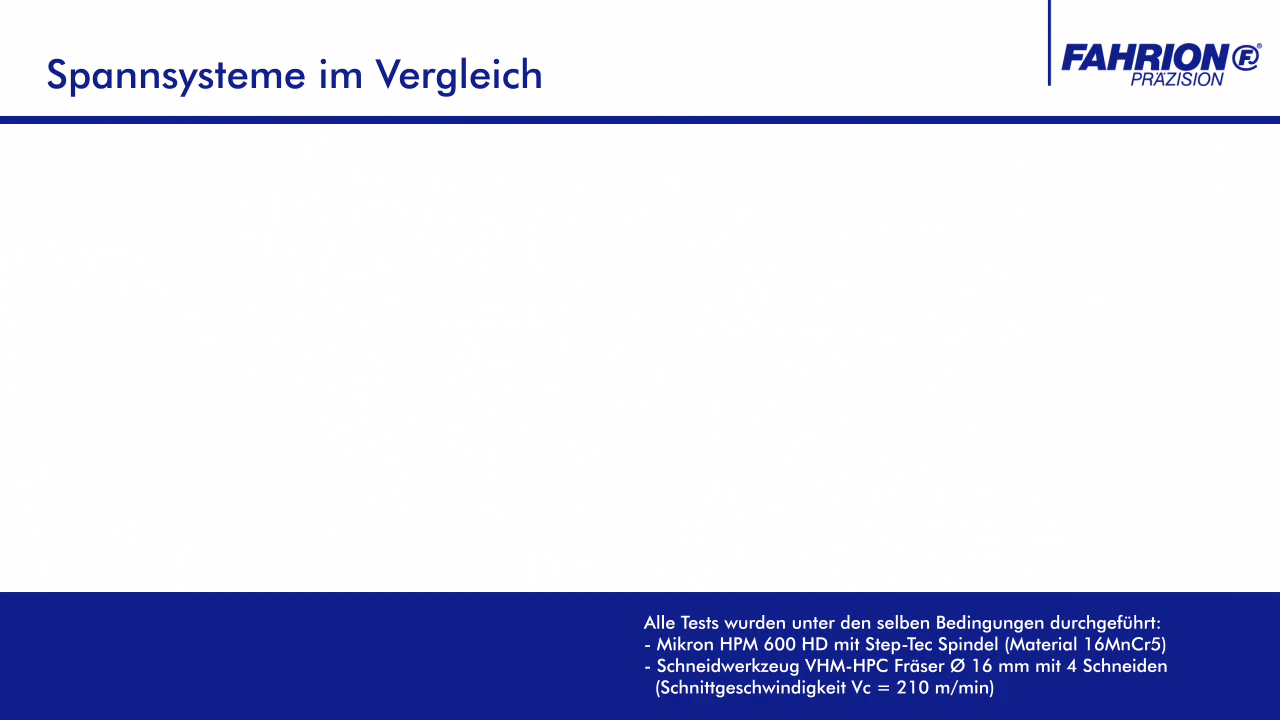 Spannsysteme im Vergleich
FAHRION F ®
PRÄZISION
Alle Tests wurden unter den selben Bedingungen durchgeführt:
- Mikron HPM 600 HD mit Step-Tec Spindel (Material 16MnCr5)
- Schneidwerkzeug VHM-HPC Fräser Ø 16 mm mit 4 Schneiden
(Schnittgeschwindigkeit Vc = 210 m/min)